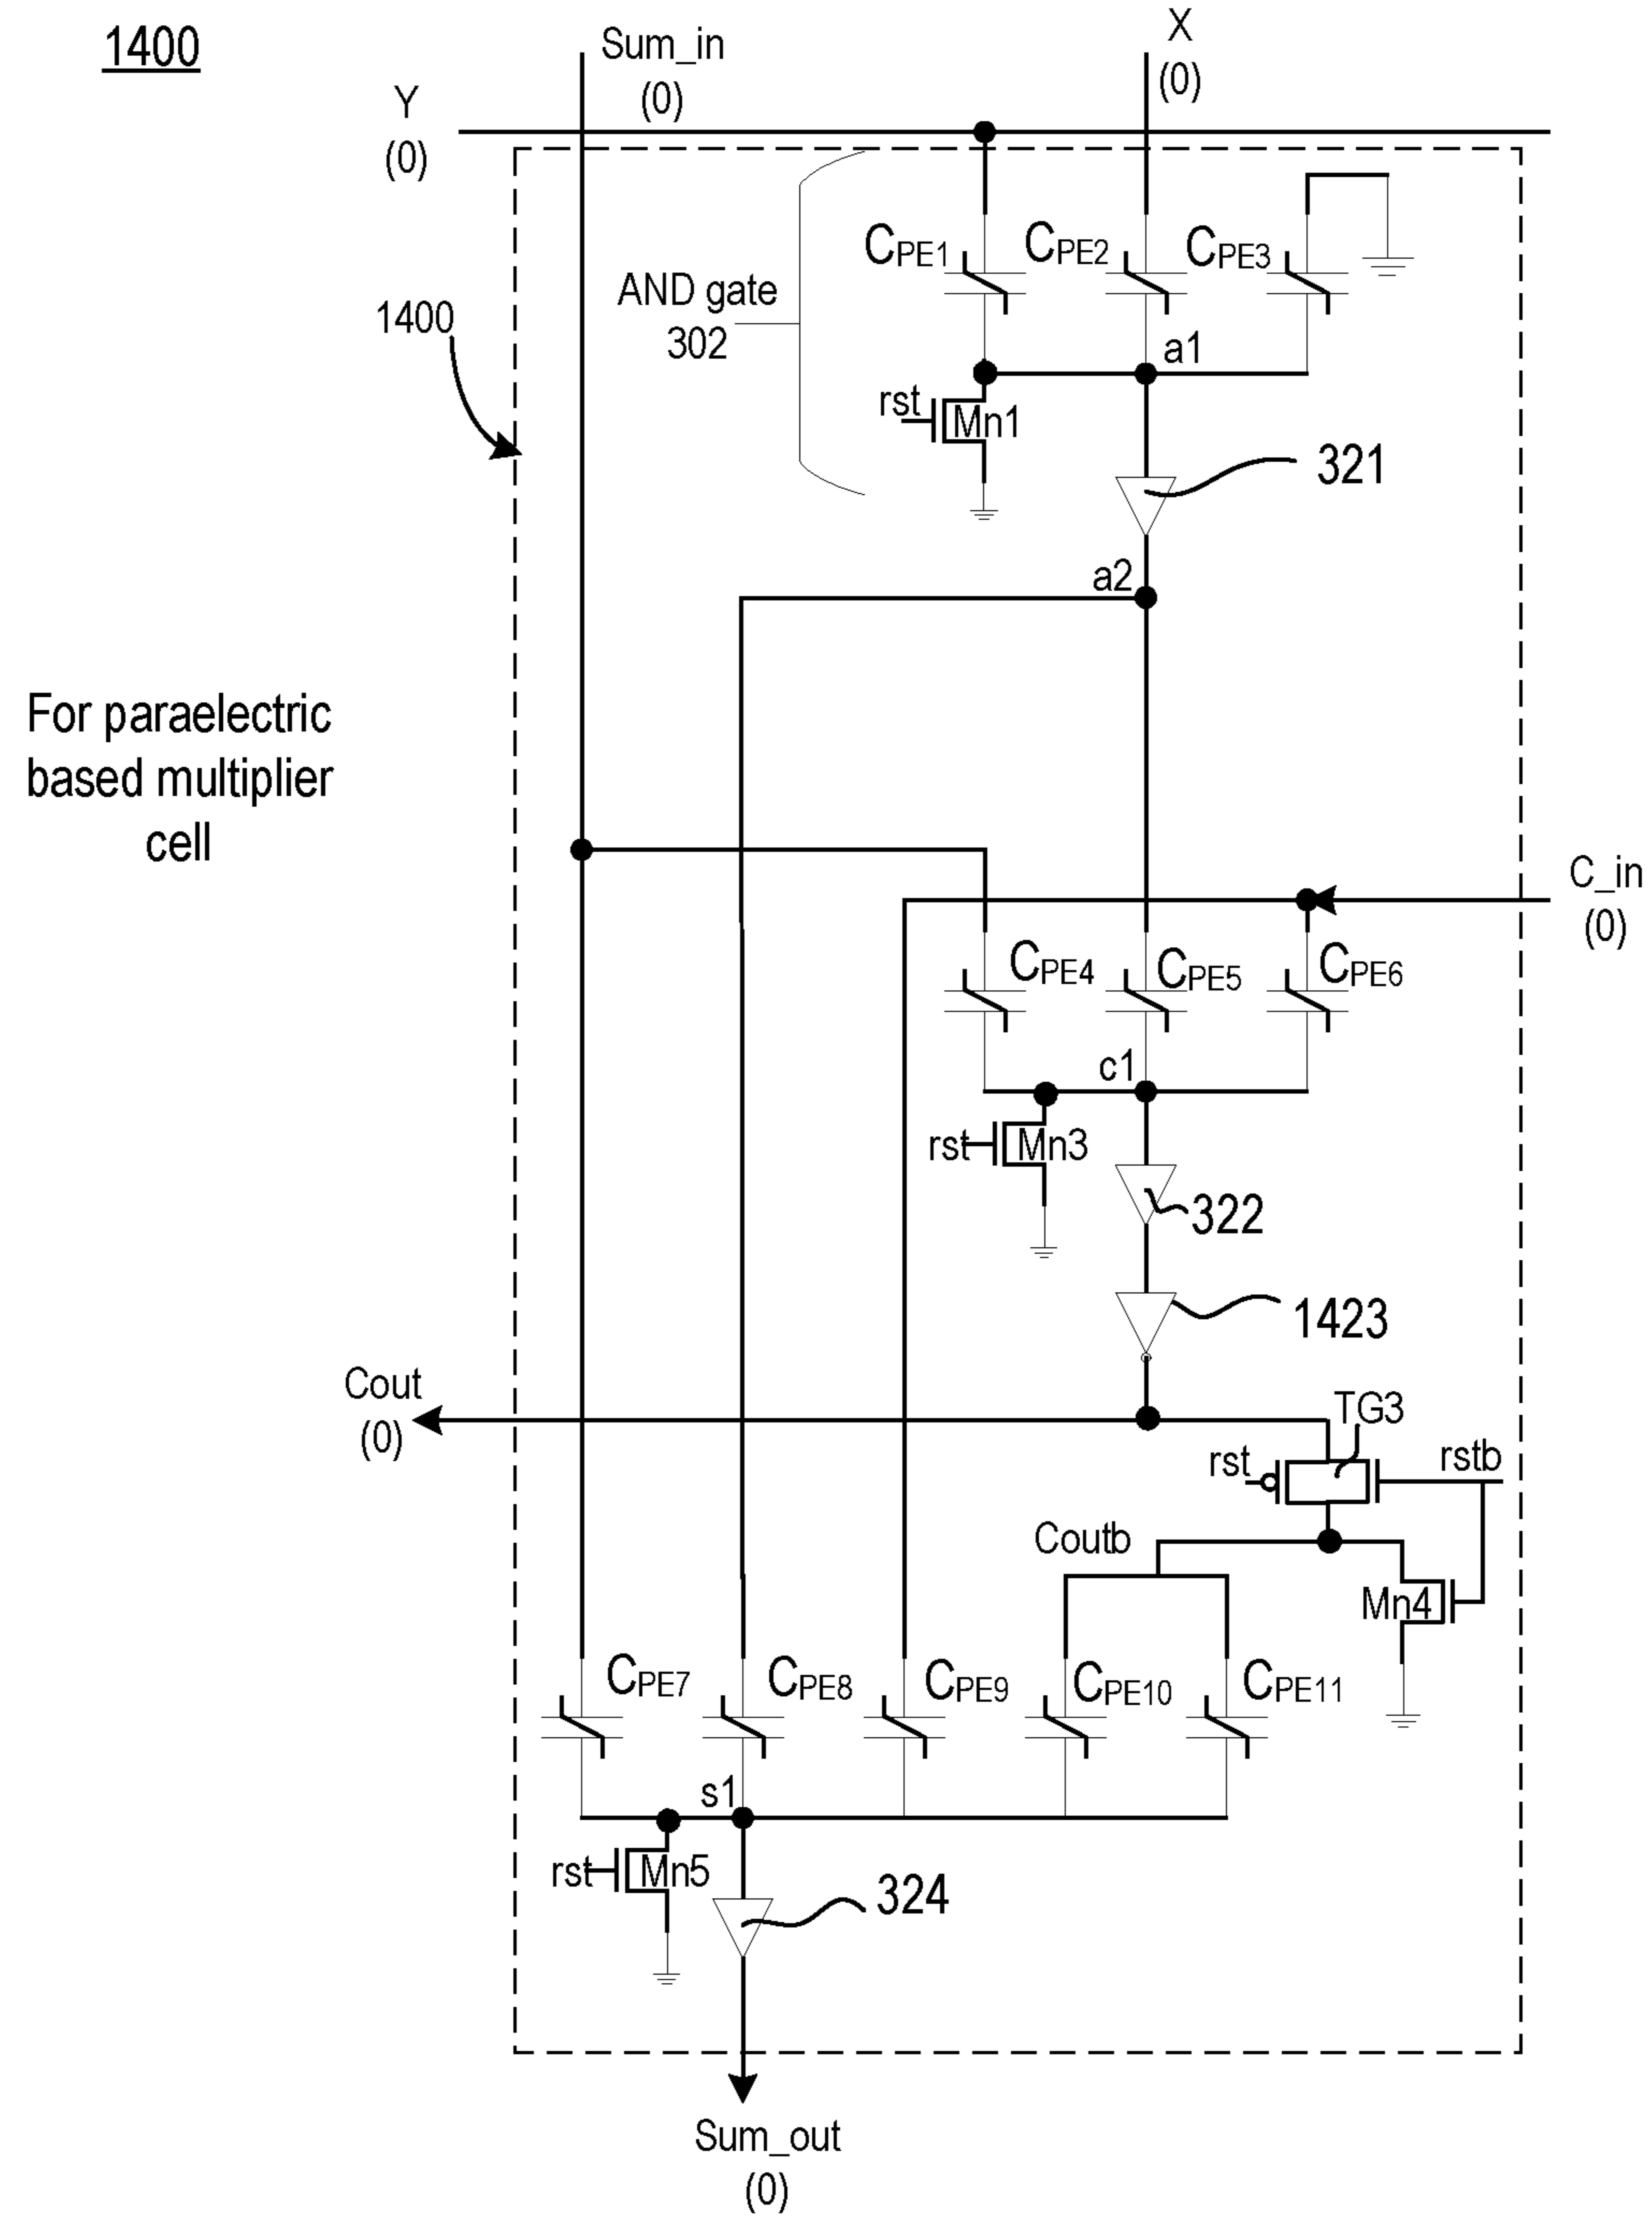 1400
Sum_in
(0)
X
(0)
Y
(0)
CPE1
CPE2
CPE3
AND gate
302
1400
a1
rst
Mn1
321
a2
For paraelectric
based multiplier
cell
C_in
(0)
CPE4
CPE5
CPE6
c1
rst
Mn3
322
1423
Cout
(0)
TG3
rst
rstb
Coutb
Mn4
CPE7
CPE8
CPE9
CPE10
CPE11
s1
rst
Mn5
324
Sum_out
(0)